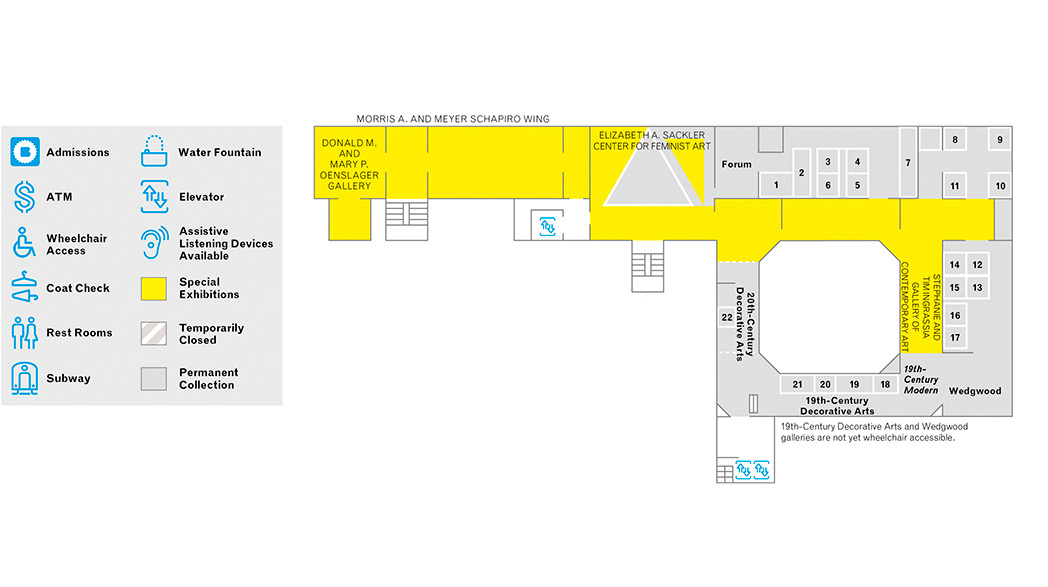 Admissions
Water Fountain
ATM
Elevator
Wheelchair
Access
Assistive
Listening Devices
Available
Coat Check
Special
Exhibitions
Rest Rooms
Temporarily
Closed
Subway
Permanent
Collection
MORRIS A. AND MEYER SCHAPIRO WING
DONALD M.
AND
MARY P.
OENSLAGER
GALLERY
ELIZABETH A. SACKLER
CENTER FOR FEMINIST ART
Forum
1
2
3
4
6
5
7
8
9
11
10
14
12
15
13
16
17
STEPHANIE AND
TIM INGRASSIA
GALLERY OF
CONTEMPORARY ART
20th-Century
Decorative Arts
22
21
20
19
18
19th-
Century
Modern
Wedgwood
19th-Century
Decorative Arts
19th-Century Decorative Arts and Wedgwood
galleries are not yet wheelchair accessible.